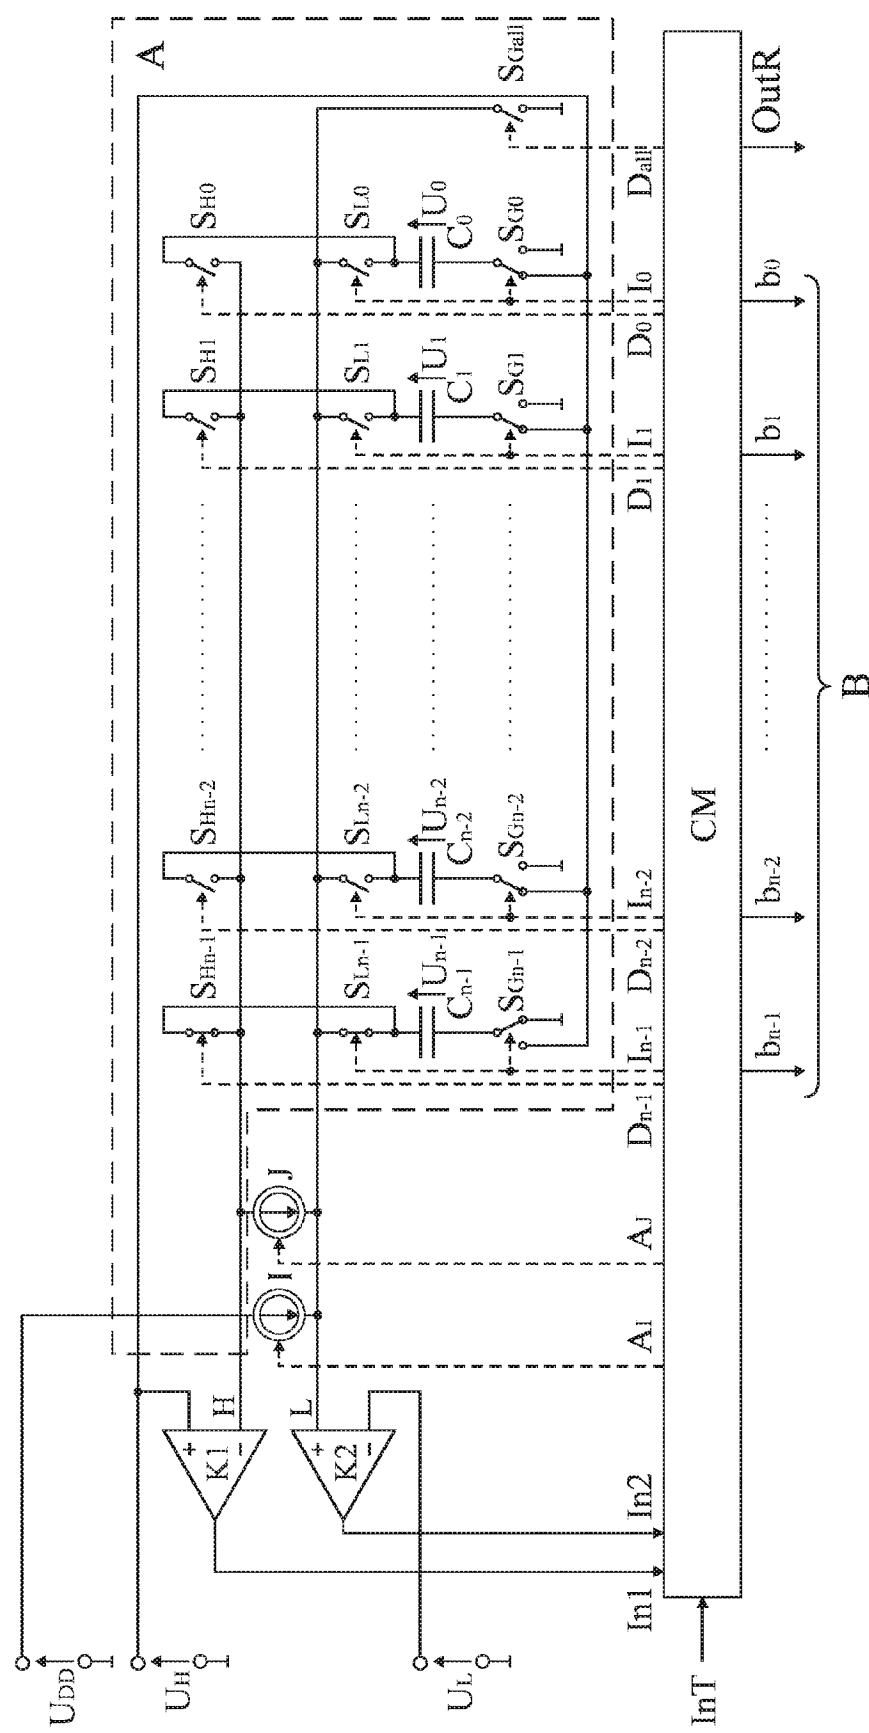 A
SH0
SH1
SHn-2
SHn-1
SGall
SL0
SL1
SLn-2
SLn-1
U0
C0
U1
C1
Un-2
Cn-2
Un-1
Cn-1
SG0
SG1
SGn-2
SGn-1
J
I
H
L
+
−
K1
+
−
K2
UDD
UH
UL
In1
In2
AI
AJ
Dn-1
In-1
Dn-2
In-2
D1
I1
D0
I0
Dall
CM
InT
bn-1
bn-2
b1
b0
OutR
B